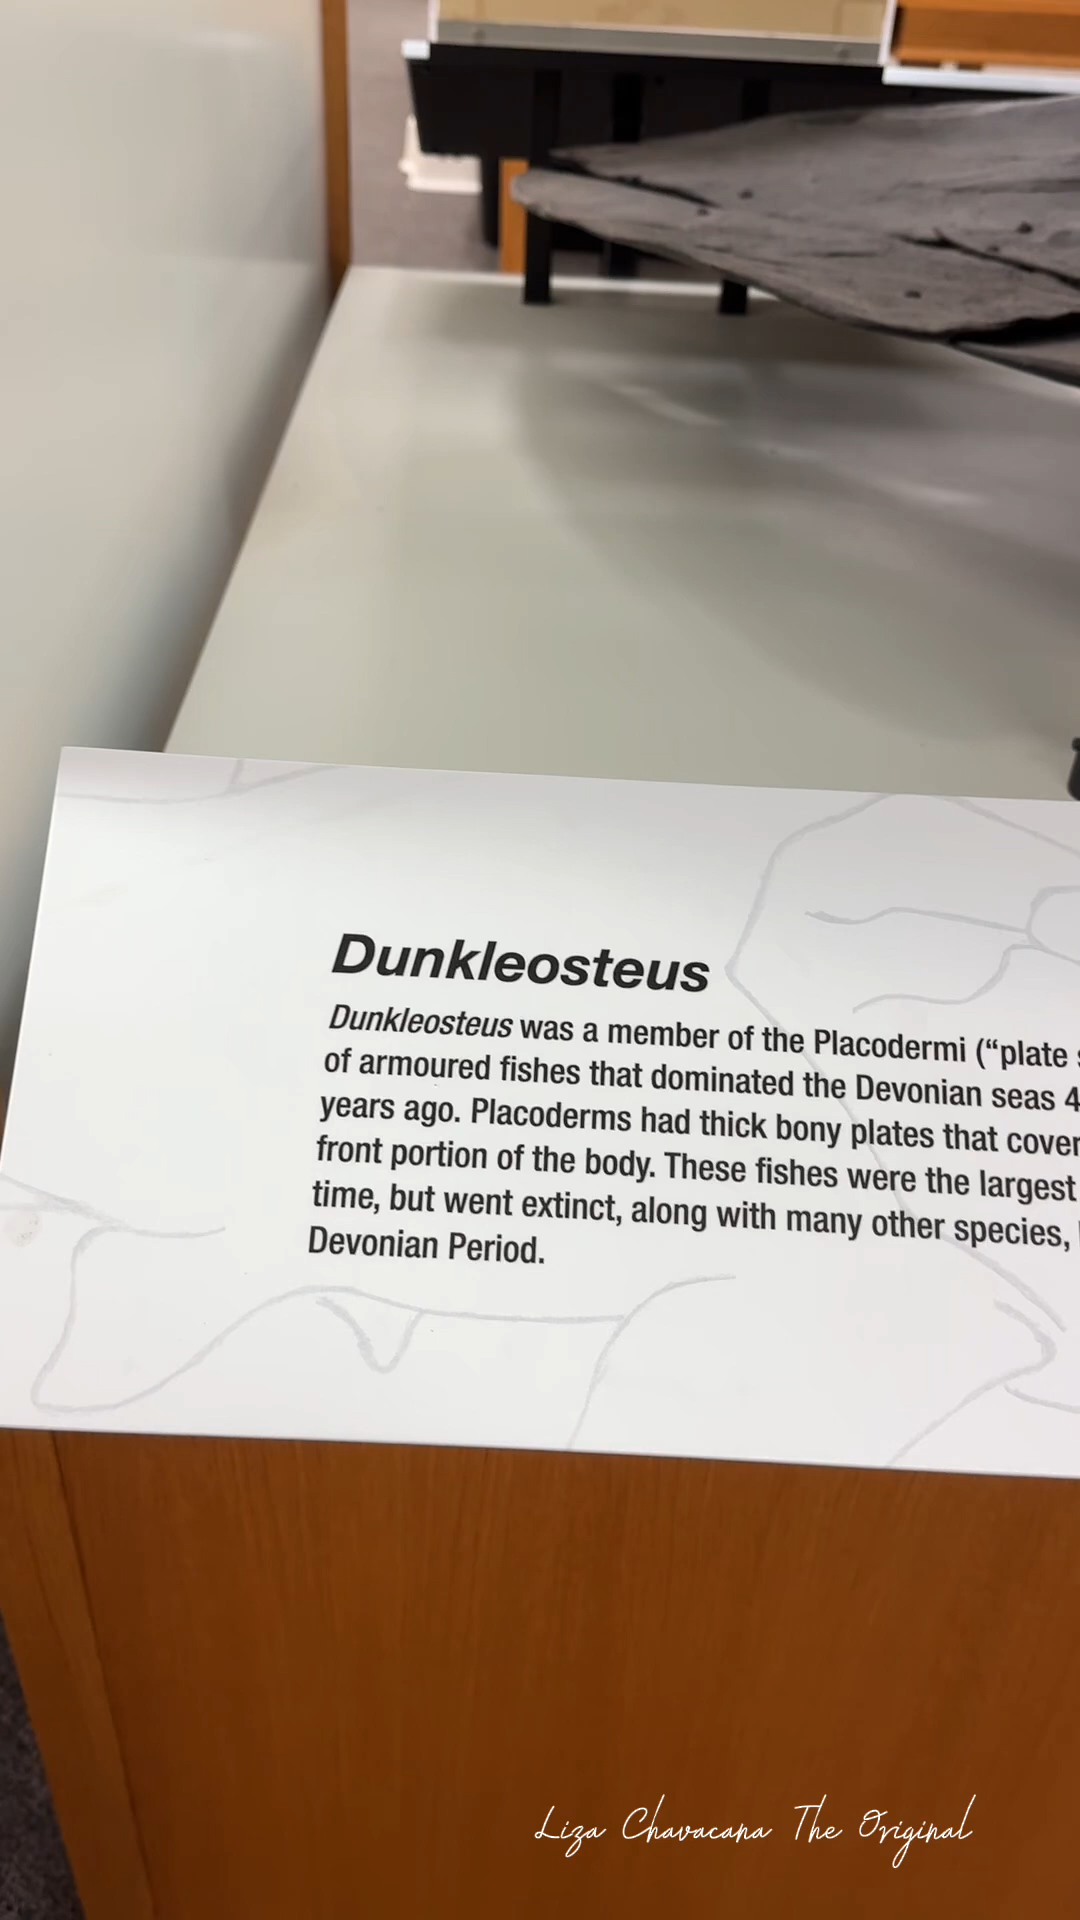 Dunkleosteus
Dunkleosteus was a member of the Placodermi (“plate
of armoured fishes that dominated the Devonian seas 4
years ago. Placoderms had thick bony plates that cover
front portion of the body. These fishes were the largest
time, but went extinct, along with many other species,
Devonian Period.
Liza Chavacana The Original